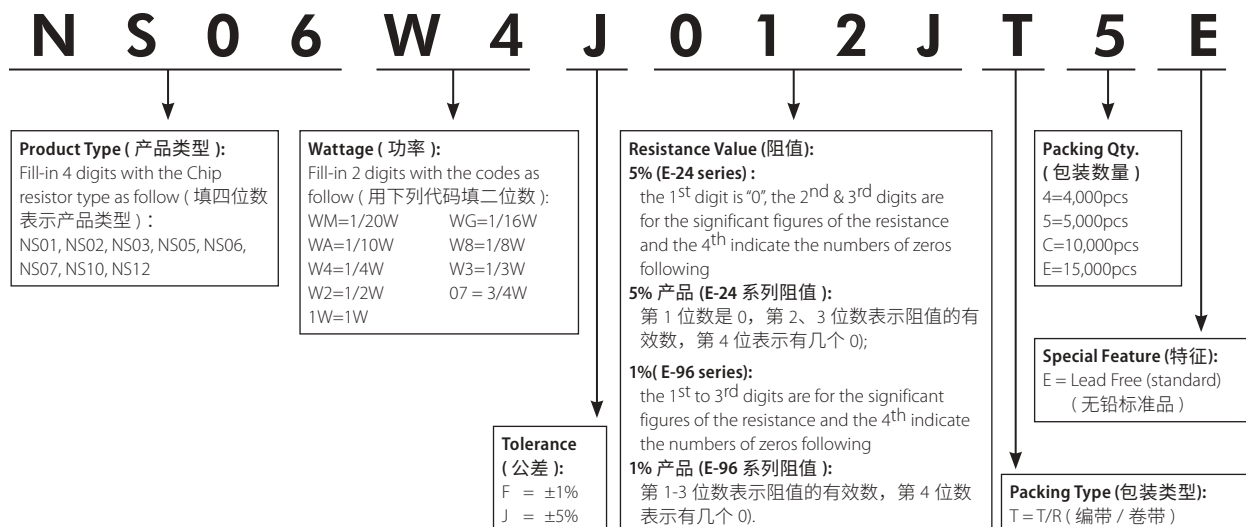 N S 0 6 W 4 J 0 1 2 J T 5 E
Product Type ( 产品类型 ):
Fill-in 4 digits with the Chip
resistor type as follow ( 填四位数
表示产品类型 ) :
NS01, NS02, NS03, NS05, NS06,
NS07, NS10, NS12
Wattage ( 功率 ):
Fill-in 2 digits with the codes as
follow ( 用下列代码填二位数 ):
WM=1/20W WG=1/16W
WA=1/10W W8=1/8W
W4=1/4W W3=1/3W
W2=1/2W 07 = 3/4W
1W=1W
Tolerance
( 公差 ):
F = ±1%
J = ±5%
Resistance Value (阻值):
5% (E-24 series) :
the 1st digit is “0”, the 2nd & 3rd digits are
for the significant figures of the resistance
and the 4th indicate the numbers of zeros
following
5% 产品 (E-24 系列阻值 ):
第 1 位数是 0，第 2、3 位数表示阻值的有
效数，第 4 位表示有几个 0);
1%( E-96 series):
the 1st to 3rd digits are for the significant
figures of the resistance and the 4th indicate
the numbers of zeros following
1% 产品 (E-96 系列阻值 ):
第 1-3 位数表示阻值的有效数，第 4 位数
表示有几个 0).
Packing Type (包装类型):
T = T/R ( 编带 / 卷带 )
Packing Qty.
( 包装数量 )
4=4,000pcs
5=5,000pcs
C=10,000pcs
E=15,000pcs
Special Feature (特征):
E = Lead Free (standard)
( 无铅标准品 )